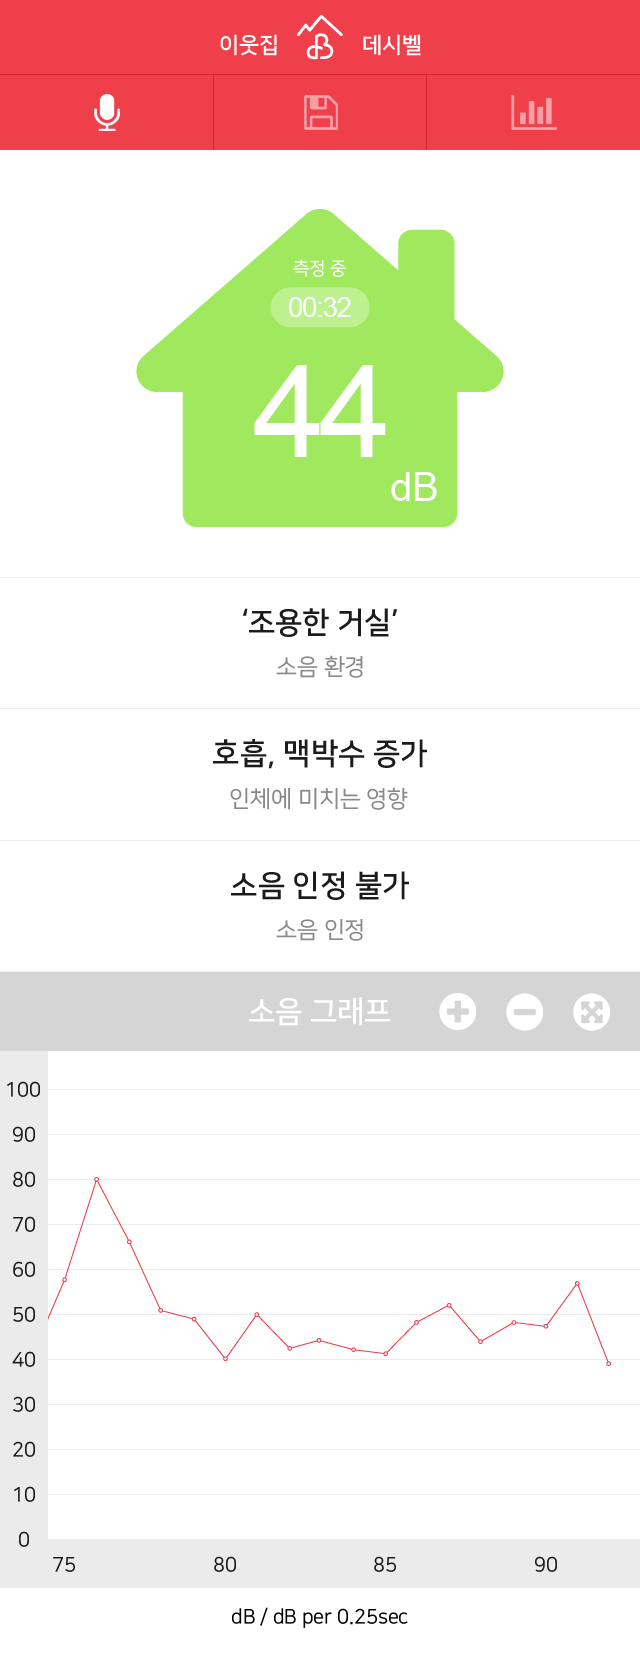 이웃집 데시벨
측정 중
00:32
44
dB
‘조용한 거실’
소음 환경
호흡, 맥박수 증가
인체에 미치는 영향
소음 인정 불가
소음 인정
소음 그래프
100
90
80
70
60
50
40
30
20
10
0
75 80 85 90
dB / dB per 0.25sec